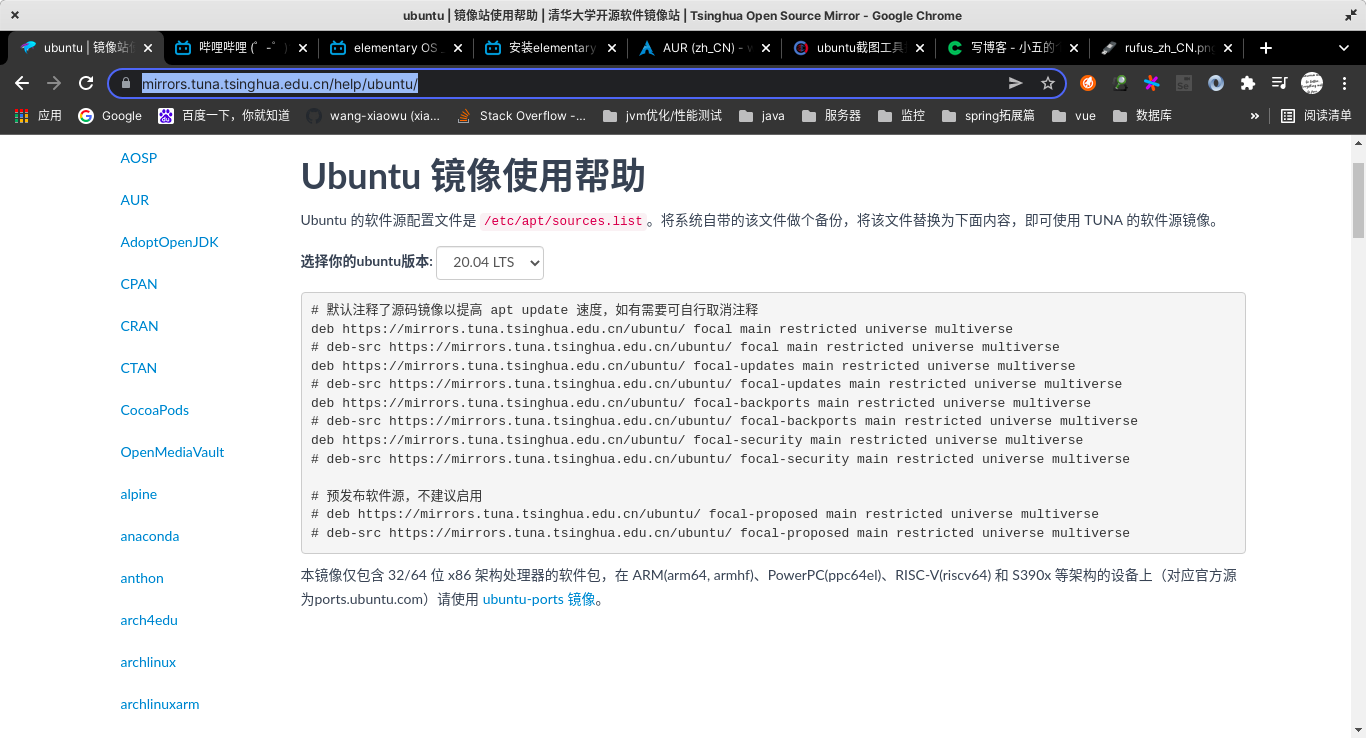 ubuntu | 镜像站使用帮助 | 清华大学开源软件镜像站 | Tsinghua Open Source Mirror - Google Chrome
ubuntu | 镜像站
哔哩哔哩 (゜-゜)
elementary OS
安装elementary
AUR (zh_CN) -
ubuntu截图工具
写博客 - 小五的
rufus_zh_CN.png
mirrors.tuna.tsinghua.edu.cn/help/ubuntu/
应用
Google
百度一下，你就知道
wang-xiaowu (xia...
Stack Overflow -...
jvm优化/性能测试
java
服务器
监控
spring拓展篇
vue
数据库
»
阅读清单
AOSP
AUR
AdoptOpenJDK
CPAN
CRAN
CTAN
CocoaPods
OpenMediaVault
alpine
anaconda
anthon
arch4edu
archlinux
archlinuxarm
Ubuntu 镜像使用帮助
Ubuntu 的软件源配置文件是 /etc/apt/sources.list 。将系统自带的该文件做个备份，将该文件替换为下面内容，即可使用 TUNA 的软件源镜像。
选择你的ubuntu版本: 20.04 LTS
# 默认注释了源码镜像以提高 apt update 速度，如有需要可自行取消注释
deb https://mirrors.tuna.tsinghua.edu.cn/ubuntu/ focal main restricted universe multiverse
# deb-src https://mirrors.tuna.tsinghua.edu.cn/ubuntu/ focal main restricted universe multiverse
deb https://mirrors.tuna.tsinghua.edu.cn/ubuntu/ focal-updates main restricted universe multiverse
# deb-src https://mirrors.tuna.tsinghua.edu.cn/ubuntu/ focal-updates main restricted universe multiverse
deb https://mirrors.tuna.tsinghua.edu.cn/ubuntu/ focal-backports main restricted universe multiverse
# deb-src https://mirrors.tuna.tsinghua.edu.cn/ubuntu/ focal-backports main restricted universe multiverse
deb https://mirrors.tuna.tsinghua.edu.cn/ubuntu/ focal-security main restricted universe multiverse
# deb-src https://mirrors.tuna.tsinghua.edu.cn/ubuntu/ focal-security main restricted universe multiverse
# 预发布软件源，不建议启用
# deb https://mirrors.tuna.tsinghua.edu.cn/ubuntu/ focal-proposed main restricted universe multiverse
# deb-src https://mirrors.tuna.tsinghua.edu.cn/ubuntu/ focal-proposed main restricted universe multiverse
本镜像仅包含 32/64 位 x86 架构处理器的软件包，在 ARM(arm64, armhf)、PowerPC(ppc64el)、RISC-V(riscv64) 和 S390x 等架构的设备上（对应官方源
为ports.ubuntu.com）请使用 ubuntu-ports 镜像。